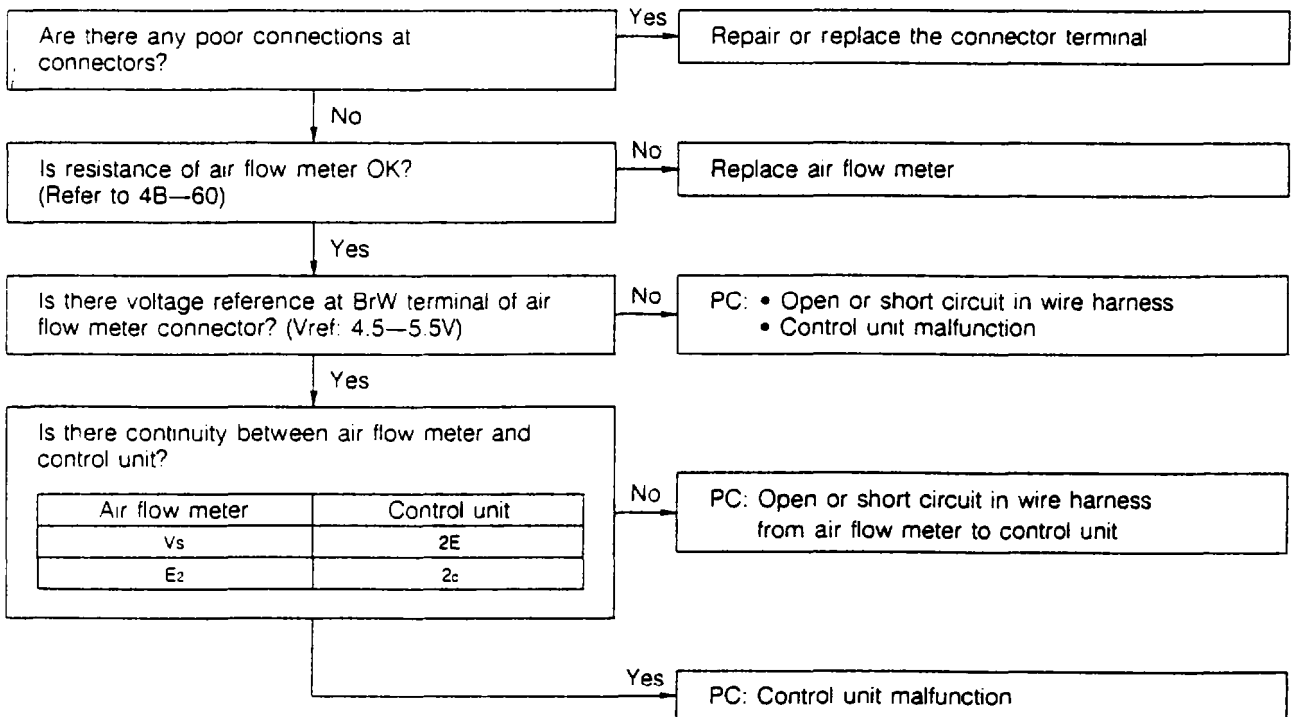 Are there any poor connections at
connectors?
Yes
Repair or replace the connector terminal
No
Is resistance of air flow meter OK?
(Refer to 4B—60)
No
Replace air flow meter
Yes
Is there voltage reference at BrW terminal of air
flow meter connector? (Vref: 4.5—5.5V)
No
PC: • Open or short circuit in wire harness
• Control unit malfunction
Yes
Is there continuity between air flow meter and
control unit?
Air flow meter Control unit
Vs 2E
E2 2c
No
PC: Open or short circuit in wire harness
from air flow meter to control unit
Yes
PC: Control unit malfunction